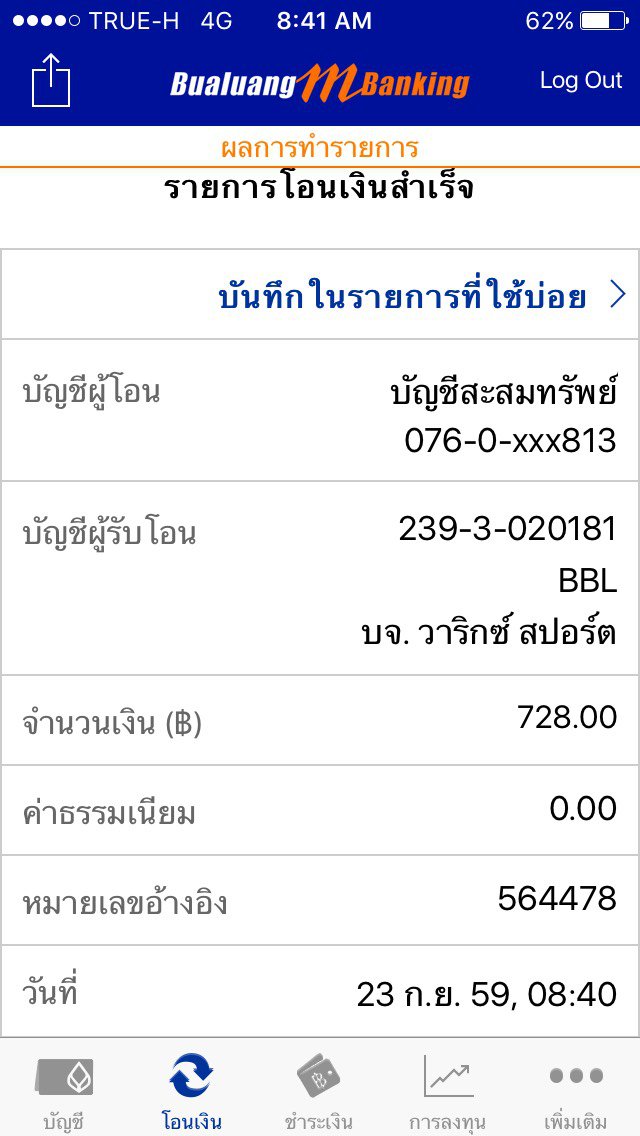 TRUE-H 4G 8:41 AM 62%
Bualuang mBanking Log Out
ผลการทำรายการ
รายการโอนเงินสำเร็จ
บันทึกในรายการที่ใช้บ่อย
บัญชีผู้โอน บัญชีสะสมทรัพย์
076-0-xxx813
บัญชีผู้รับโอน 239-3-020181
BBL
บจ. วาริกซ์ สปอร์ต
จำนวนเงิน (฿) 728.00
ค่าธรรมเนียม 0.00
หมายเลขอ้างอิง 564478
วันที่ 23 ก.ย. 59, 08:40
บัญชี โอนเงิน ชำระเงิน การลงทุน เพิ่มเติม